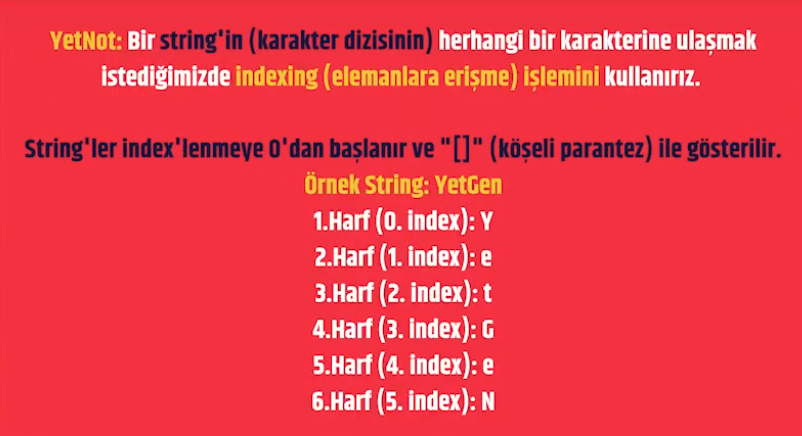 YetNot: Bir string'in (karakter dizisinin) herhangi bir karakterine ulaşmak
istediğimizde indexing (elemanlara erişme) işlemini kullanırız.
String'ler index'lenmeye 0'dan başlanır ve "[]" (köşeli parantez) ile gösterilir.
Örnek String: YetGen
1.Harf (0. index): Y
2.Harf (1. index): e
3.Harf (2. index): t
4.Harf (3. index): G
5.Harf (4. index): e
6.Harf (5. index): N